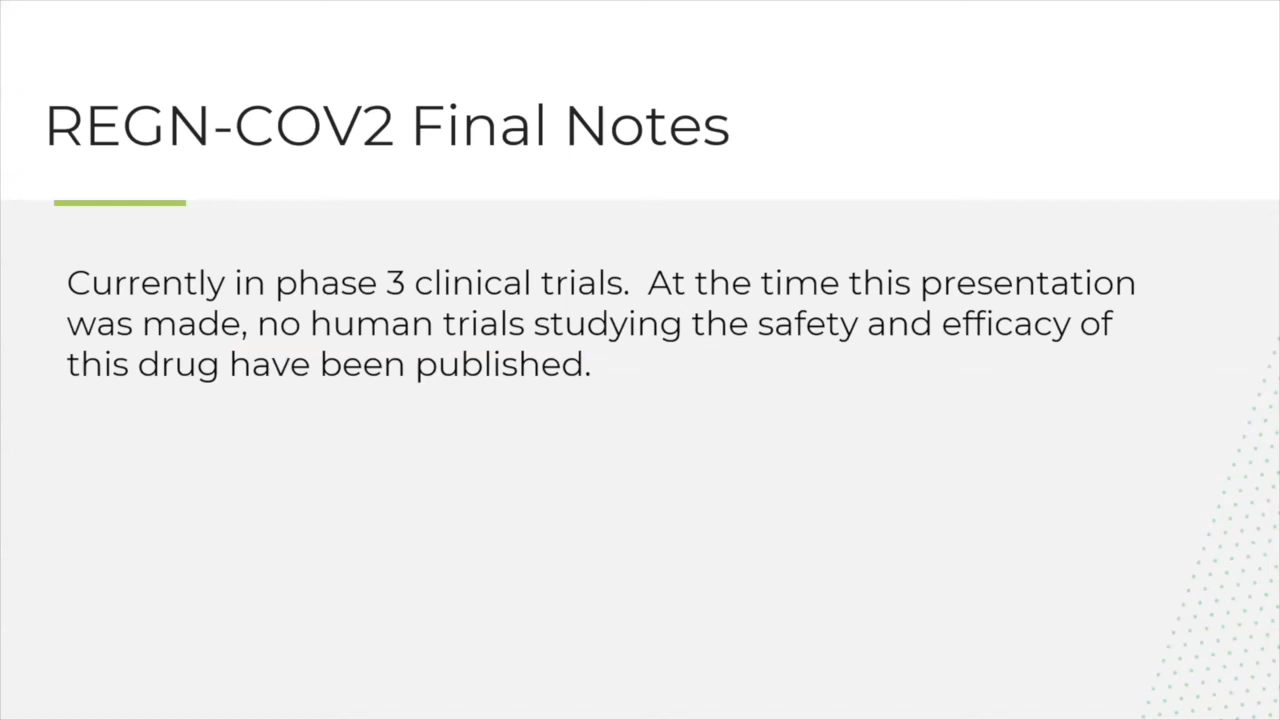 REGN-COV2 Final Notes
Currently in phase 3 clinical trials.  At the time this presentation
was made, no human trials studying the safety and efficacy of
this drug have been published.